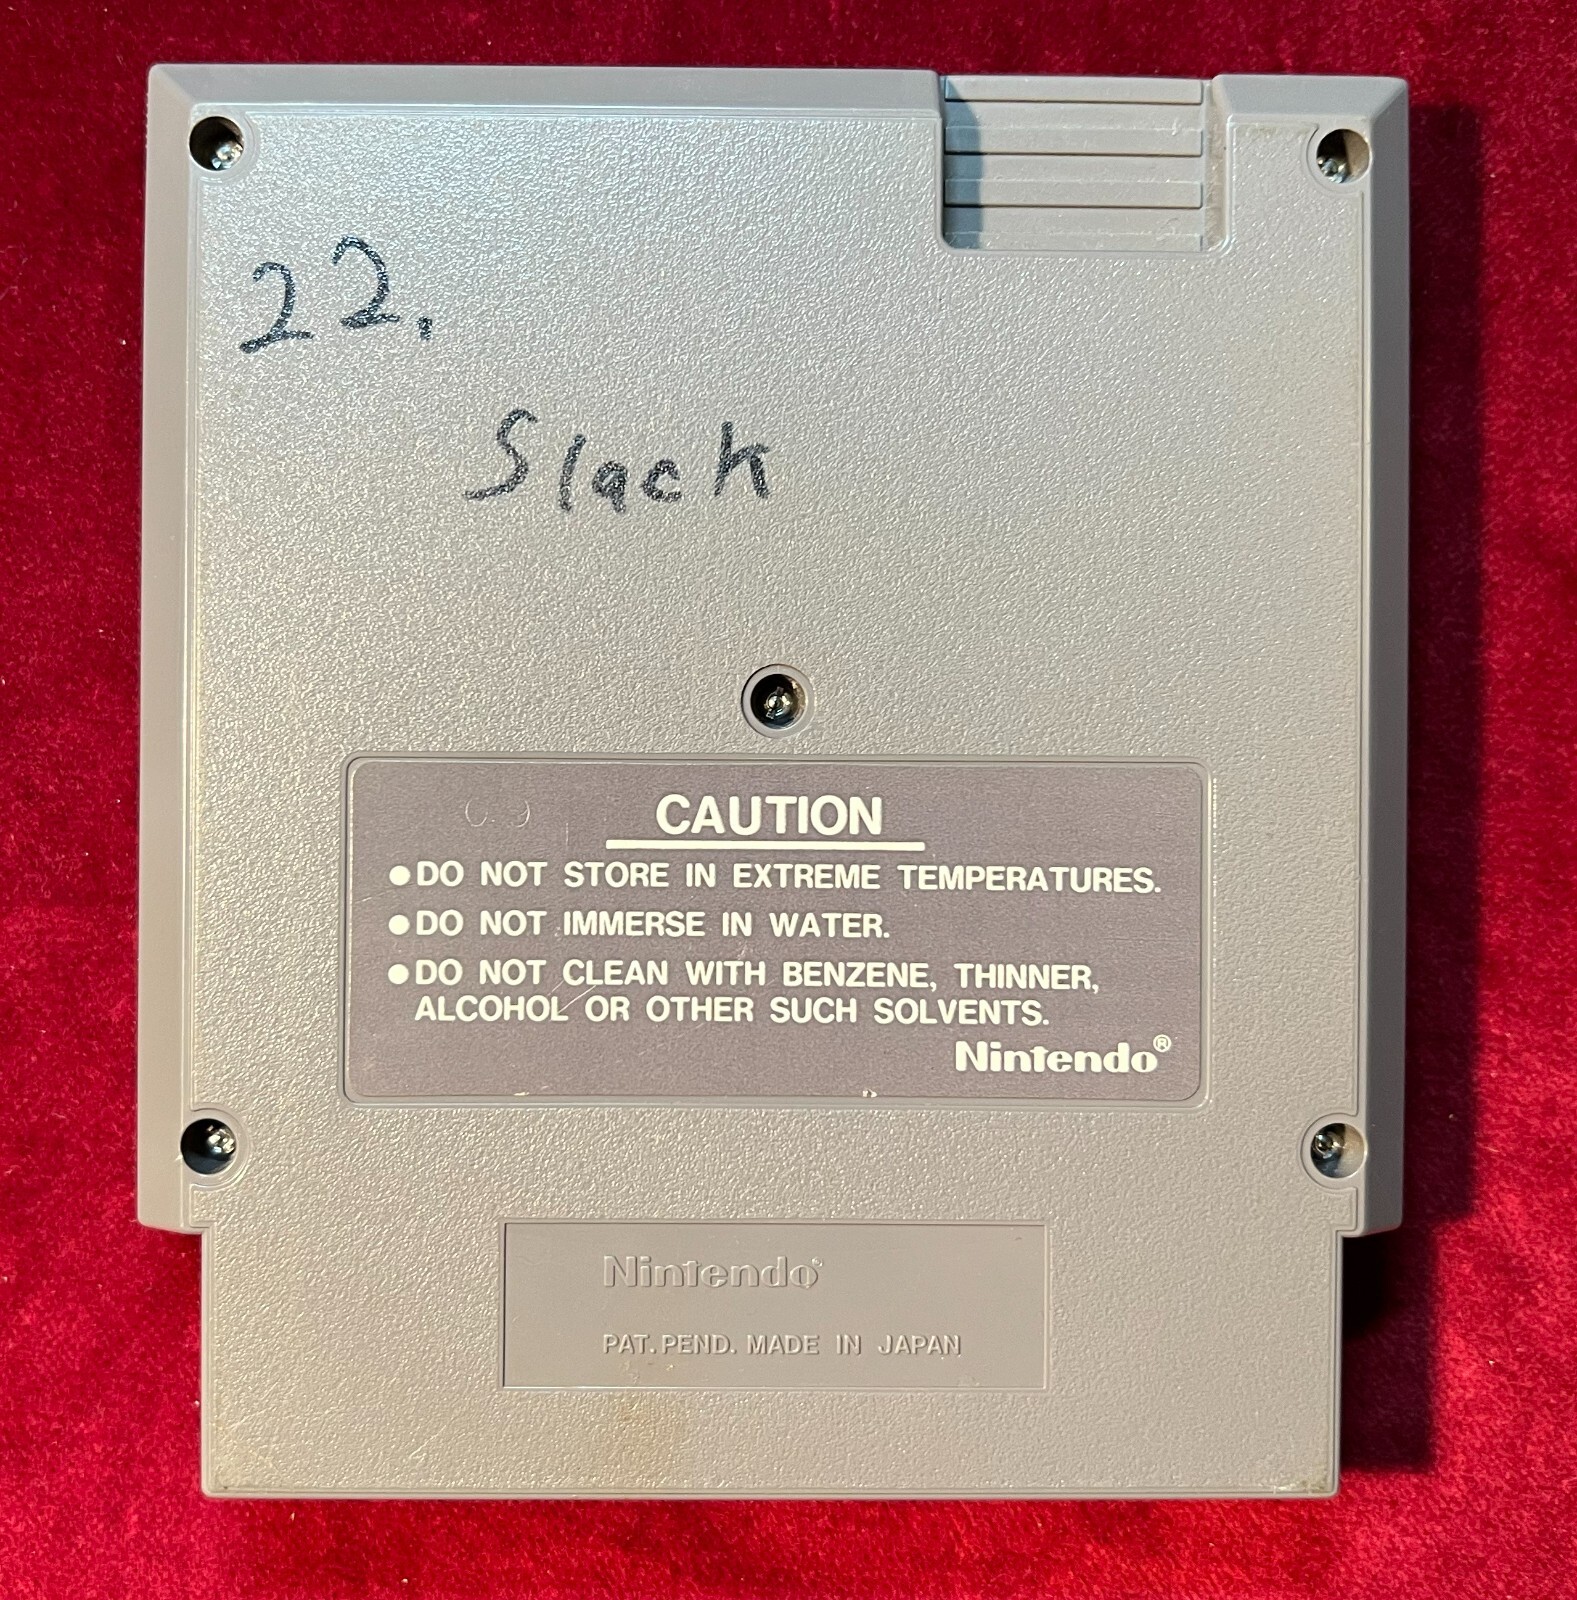 22.
Slack
CAUTION
●DO NOT STORE IN EXTREME TEMPERATURES.
●DO NOT IMMERSE IN WATER.
●DO NOT CLEAN WITH BENZENE, THINNER,
ALCOHOL OR OTHER SUCH SOLVENTS.
Nintendo®
Nintendo®
PAT. PEND. MADE IN JAPAN